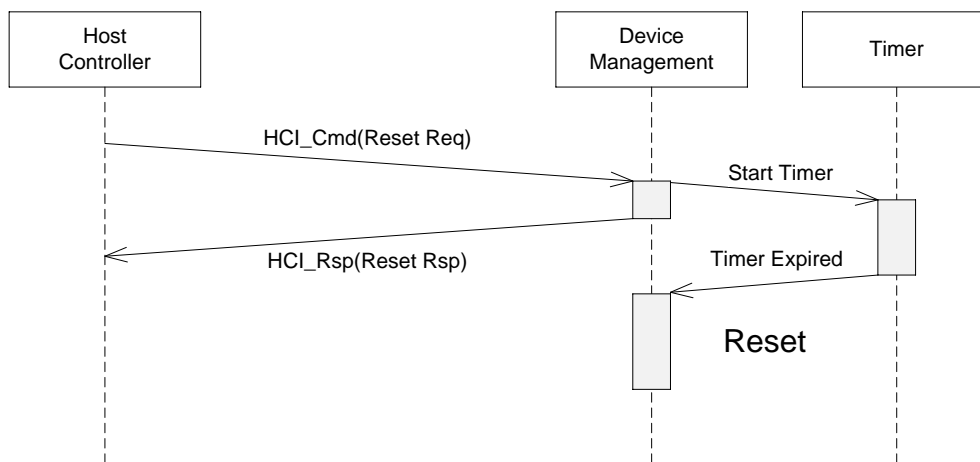 Host
Controller
Device
Management
Timer
HCI_Cmd(Reset Req)
Start Timer
HCI_Rsp(Reset Rsp)
Timer Expired
Reset